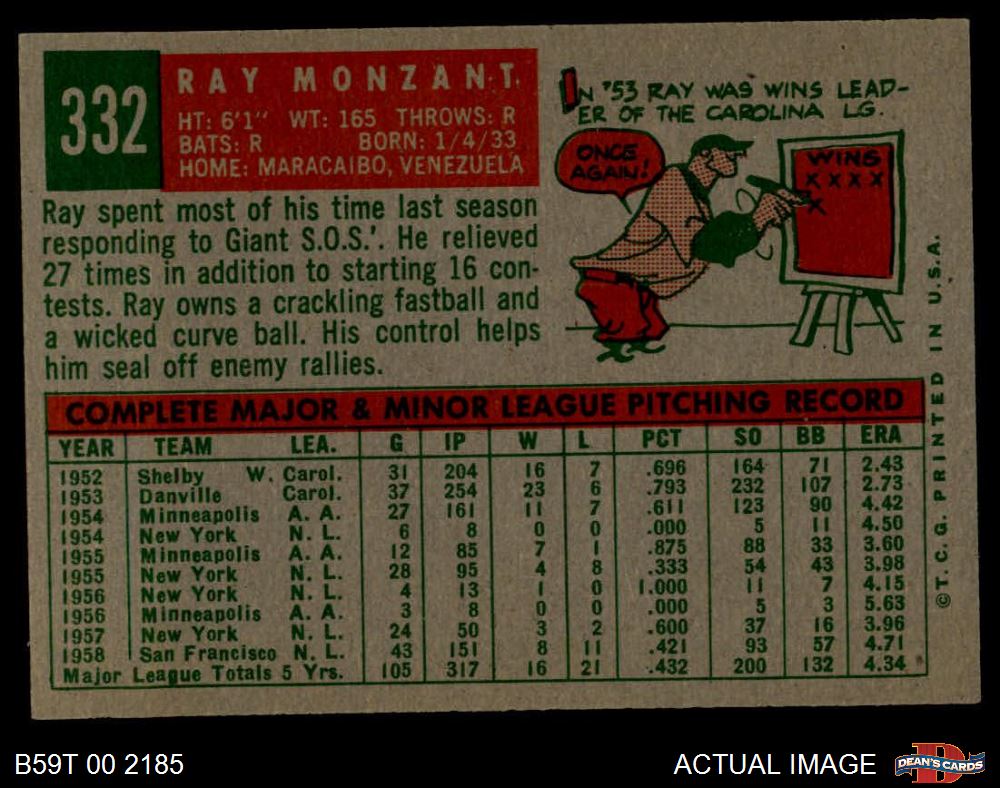 332
RAY MONZANT
HT: 6'1" WT: 165 THROWS: R
BATS: R BORN: 1/4/33
HOME: MARACAIBO, VENEZUELA
Ray spent most of his time last season
responding to Giant S.O.S.'. He relieved
27 times in addition to starting 16 con-
tests. Ray owns a crackling fastball and
a wicked curve ball. His control helps
him seal off enemy rallies.
IN '53 RAY WAS WINS LEAD-
ER OF THE CAROLINA LG.
ONCE
AGAIN!
WINS
X X X X
X
COMPLETE MAJOR & MINOR LEAGUE PITCHING RECORD
YEAR TEAM LEA. G IP W L PCT SO BB ERA
1952 Shelby W. Carol. 31 204 16 7 .696 164 71 2.43
1953 Danville Carol. 37 254 23 6 .793 232 107 2.73
1954 Minneapolis A. A. 27 161 11 7 .611 123 90 4.42
1954 New York N. L. 6 8 0 0 .000 5 11 4.50
1955 Minneapolis A. A. 12 85 7 1 .875 88 33 3.60
1955 New York N. L. 28 95 4 8 .333 54 43 3.98
1956 New York N. L. 4 13 1 0 1.000 11 7 4.15
1956 Minneapolis A. A. 3 8 0 0 .000 5 3 5.63
1957 New York N. L. 24 50 3 2 .600 37 16 3.96
1958 San Francisco N. L. 43 151 8 11 .421 93 57 4.71
Major League Totals 5 Yrs. 105 317 16 21 .432 200 132 4.34
©T.C.G. PRINTED IN U.S.A.
B59T 00 2185
ACTUAL IMAGE
D
DEAN'S CARDS